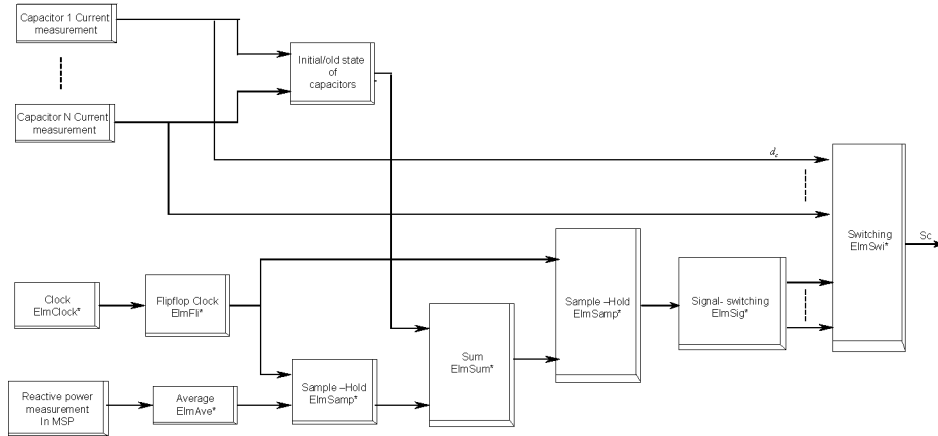 Capacitor 1 Current
measurement
Initial/old state
of
capacitors
Capacitor N Current
measurement
de
Switching
ElmSwi*
Sc
Clock
ElmClock*
Flipflop Clock
ElmFli*
Sample –Hold
ElmSamp*
Signal- switching
ElmSig*
Sum
ElmSum*
Reactive power
measurement
In MSP
Average
ElmAve*
Sample –Hold
ElmSamp*